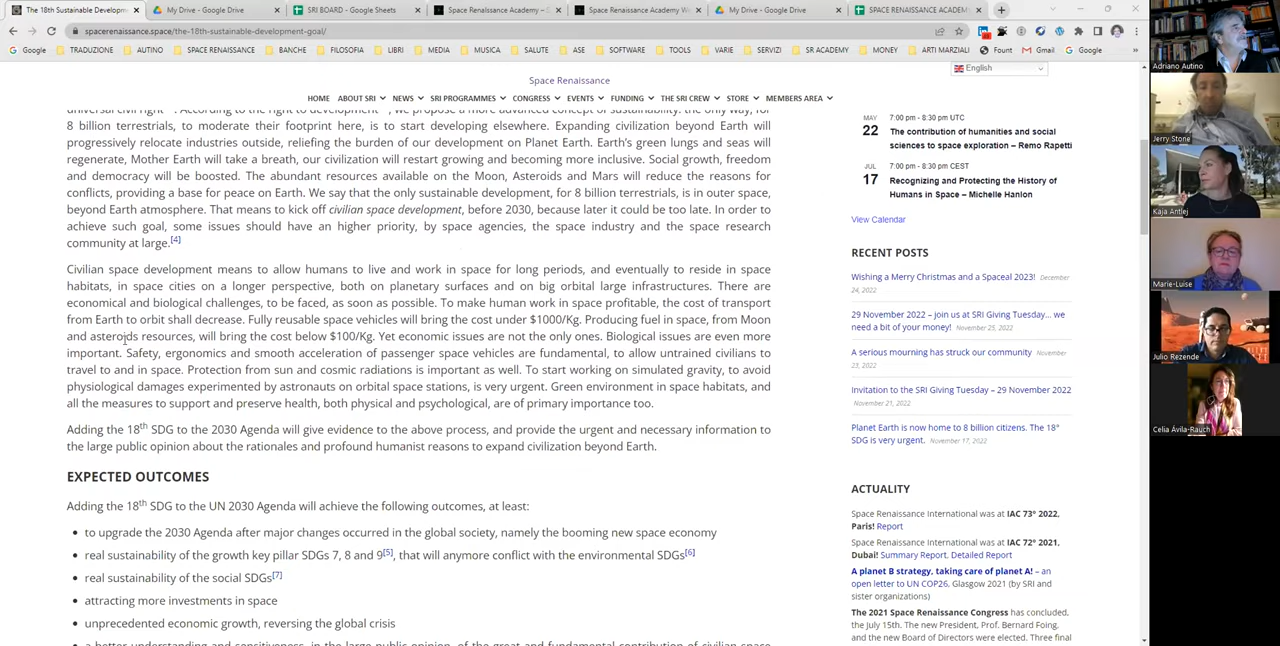 The 18th Sustainable Developm
My Drive - Google Drive
SRI BOARD - Google Sheets
Space Renaissance Academy – S
Space Renaissance Academy We
My Drive - Google Drive
SPACE RENAISSANCE ACADEM
spacerenaissance.space/the-18th-sustainable-development-goal/
Google TRADUZIONE AUTINO SPACE RENAISSANCE BANCHE FILOSOFIA LIBRI MEDIA MUSICA SALUTE ASE SOFTWARE TOOLS VARIE SERVIZI SR ACADEMY MONEY ARTI MARZIALI Fount Gmail Google »
English
Space Renaissance
HOME ABOUT SRI NEWS SRI PROGRAMMES CONGRESS EVENTS FUNDING THE SRI CREW STORE MEMBERS AREA
8 billion terrestrials, to moderate their footprint here, is to start developing elsewhere. Expanding civilization beyond Earth will
progressively relocate industries outside, reliefing the burden of our development on Planet Earth. Earth's green lungs and seas will
regenerate, Mother Earth will take a breath, our civilization will restart growing and becoming more inclusive. Social growth, freedom
and democracy will be boosted. The abundant resources available on the Moon, Asteroids and Mars will reduce the reasons for
conflicts, providing a base for peace on Earth. We say that the only sustainable development, for 8 billion terrestrials, is in outer space,
beyond Earth atmosphere. That means to kick off civilian space development, before 2030, because later it could be too late. In order to
achieve such goal, some issues should have an higher priority, by space agencies, the space industry and the space research
community at large.[4]
Civilian space development means to allow humans to live and work in space for long periods, and eventually to reside in space
habitats, in space cities on a longer perspective, both on planetary surfaces and on big orbital large infrastructures. There are
economical and biological challenges, to be faced, as soon as possible. To make human work in space profitable, the cost of transport
from Earth to orbit shall decrease. Fully reusable space vehicles will bring the cost under $1000/Kg. Producing fuel in space, from Moon
and asteroids resources, will bring the cost below $100/Kg. Yet economic issues are not the only ones. Biological issues are even more
important. Safety, ergonomics and smooth acceleration of passenger space vehicles are fundamental, to allow untrained civilians to
travel to and in space. Protection from sun and cosmic radiations is important as well. To start working on simulated gravity, to avoid
physiological damages experimented by astronauts on orbital space stations, is very urgent. Green environment in space habitats, and
all the measures to support and preserve health, both physical and psychological, are of primary importance too.
Adding the 18th SDG to the 2030 Agenda will give evidence to the above process, and provide the urgent and necessary information to
the large public opinion about the rationales and profound humanist reasons to expand civilization beyond Earth.
EXPECTED OUTCOMES
Adding the 18th SDG to the UN 2030 Agenda will achieve the following outcomes, at least:
• to upgrade the 2030 Agenda after major changes occurred in the global society, namely the booming new space economy
• real sustainability of the growth key pillar SDGs 7, 8 and 9[5], that will anymore conflict with the environmental SDGs[6]
• real sustainability of the social SDGs[7]
• attracting more investments in space
• unprecedented economic growth, reversing the global crisis
MAY 7:00 pm - 8:30 pm UTC
22 The contribution of humanities and social
sciences to space exploration – Remo Rapetti
JUL 7:00 pm - 8:30 pm CEST
17 Recognizing and Protecting the History of
Humans in Space – Michelle Hanlon
View Calendar
RECENT POSTS
Wishing a Merry Christmas and a Spaceal 2023! December
24, 2022
29 November 2022 – join us at SRI Giving Tuesday… we
need a bit of your money! November 25, 2022
A serious mourning has struck our community November
23, 2022
Invitation to the SRI Giving Tuesday – 29 November 2022
November 21, 2022
Planet Earth is now home to 8 billion citizens. The 18°
SDG is very urgent. November 17, 2022
ACTUALITY
Space Renaissance International was at IAC 73° 2022,
Paris! Report
Space Renaissance International was at IAC 72° 2021,
Dubai! Summary Report, Detailed Report
A planet B strategy, taking care of planet A! – an
open letter to UN COP26, Glasgow 2021 (by SRI and
sister organizations)
The 2021 Space Renaissance Congress has concluded,
the July 15th. The new President, Prof. Bernard Foing,
and the new Board of Directors were elected. Three final
Adriano Autino
Jerry Stone
Kaja Antlej
Marie-Luise
Julio Rezende
Celia Ávila-Rauch